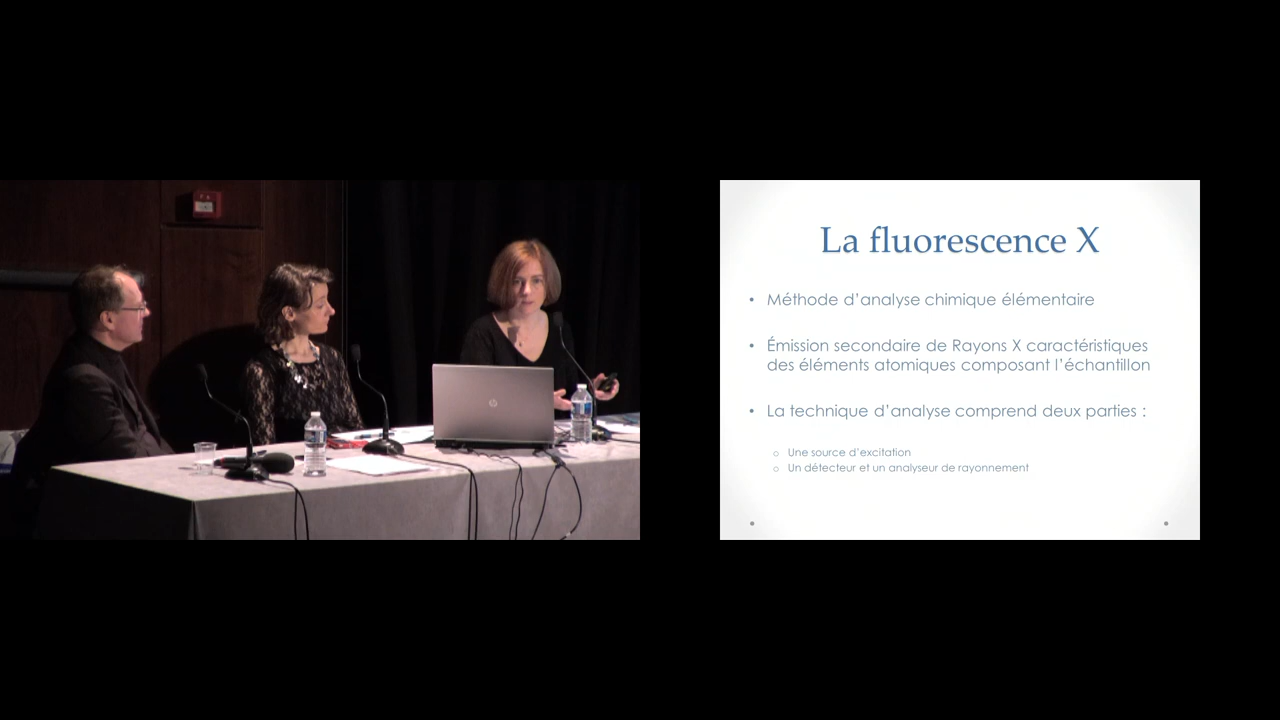 La fluorescence X
• Méthode d’analyse chimique élémentaire
• Émission secondaire de Rayons X caractéristiques
des éléments atomiques composant l’échantillon
• La technique d’analyse comprend deux parties :
o Une source d’excitation
o Un détecteur et un analyseur de rayonnement
hp